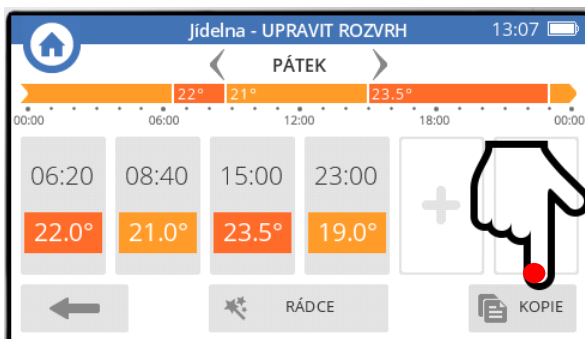 Jídelna - UPRAVIT ROZVRH 13:07
PÁTEK
22° 21° 23.5°
00:00 06:00 12:00 18:00 00:00
06:20 08:40 15:00 23:00
22.0° 21.0° 23.5° 19.0°
RÁDCE KOPIE